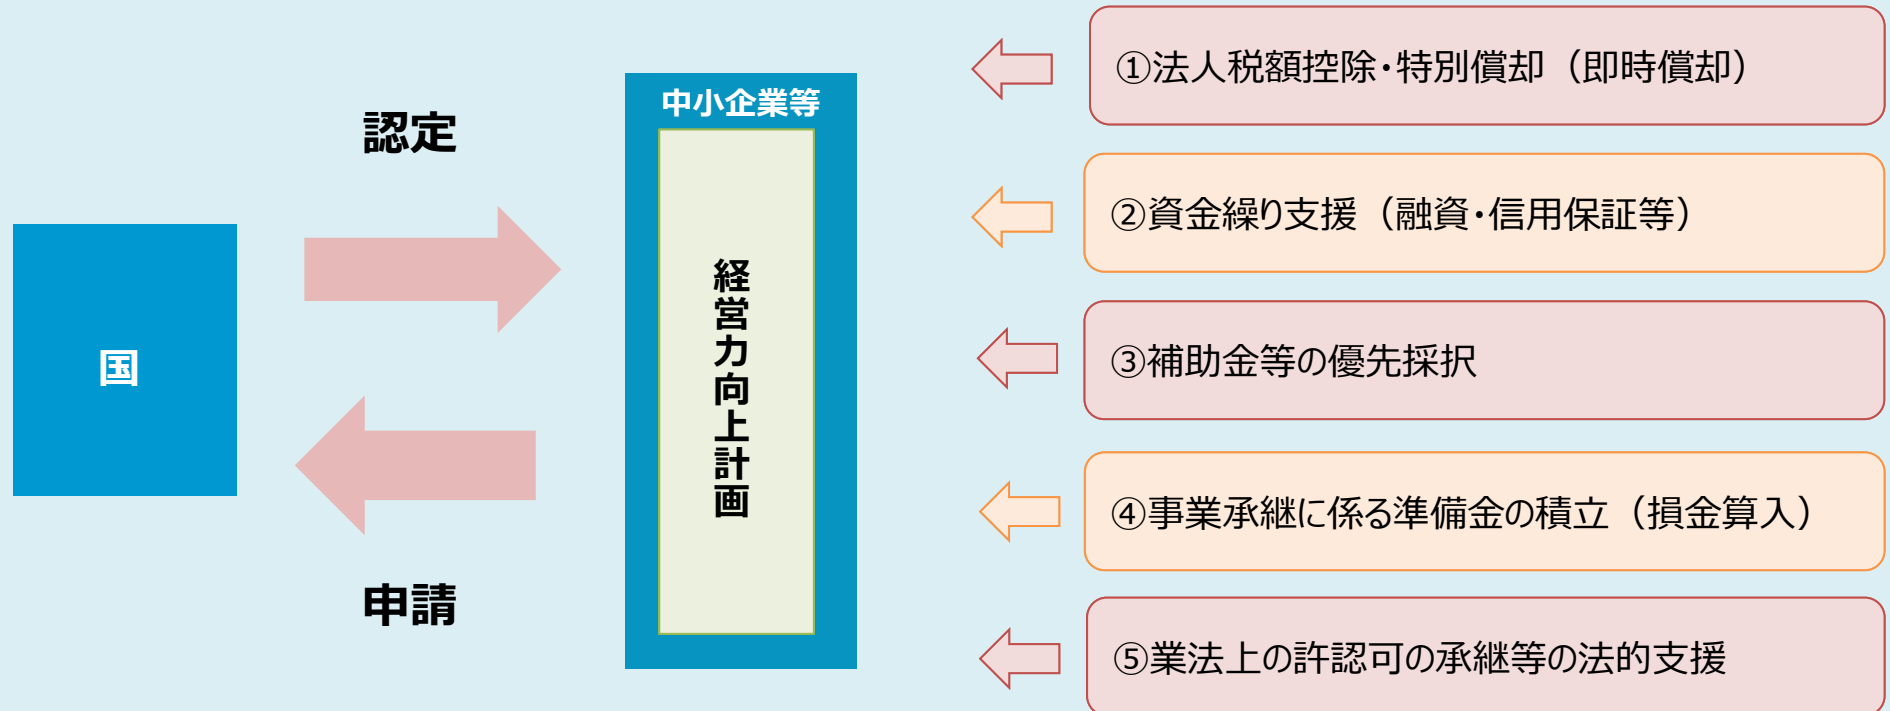 国
認定
申請
中小企業等
経営力向上計画
①法人税額控除・特別償却（即時償却）
②資金繰り支援（融資・信用保証等）
③補助金等の優先採択
④事業承継に係る準備金の積立（損金算入）
⑤業法上の許認可の承継等の法的支援